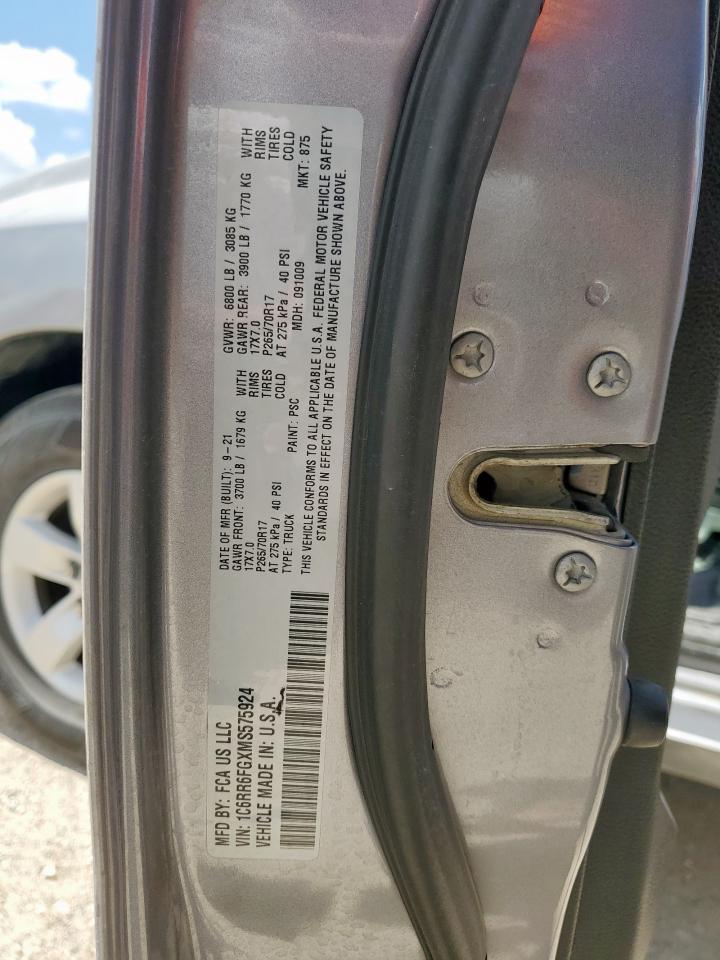 MFD BY: FCA US LLC
VIN: 1C6RR6FGXMS575924
VEHICLE MADE IN: U.S.A.
DATE OF MFR (BUILT): 9-21 GVWR: 6800 LB / 3085 KG
GAWR FRONT: 3700 LB / 1679 KG WITH GAWR REAR: 3900 LB / 1770 KG WITH
17X7.0 RIMS 17X7.0 RIMS
P265/70R17 TIRES P265/70R17 TIRES
AT 275 kPa / 40 PSI COLD AT 275 kPa / 40 PSI COLD
TYPE: TRUCK PAINT: PSC MDH: 091009 MKT: 875
THIS VEHICLE CONFORMS TO ALL APPLICABLE U.S.A. FEDERAL MOTOR VEHICLE SAFETY
STANDARDS IN EFFECT ON THE DATE OF MANUFACTURE SHOWN ABOVE.